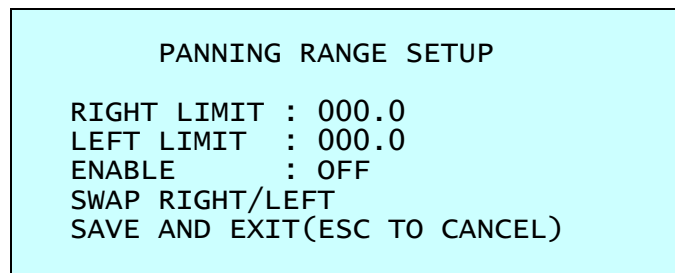 PANNING RANGE SETUP
RIGHT LIMIT : 000.0
LEFT LIMIT : 000.0
ENABLE : OFF
SWAP RIGHT/LEFT
SAVE AND EXIT(ESC TO CANCEL)